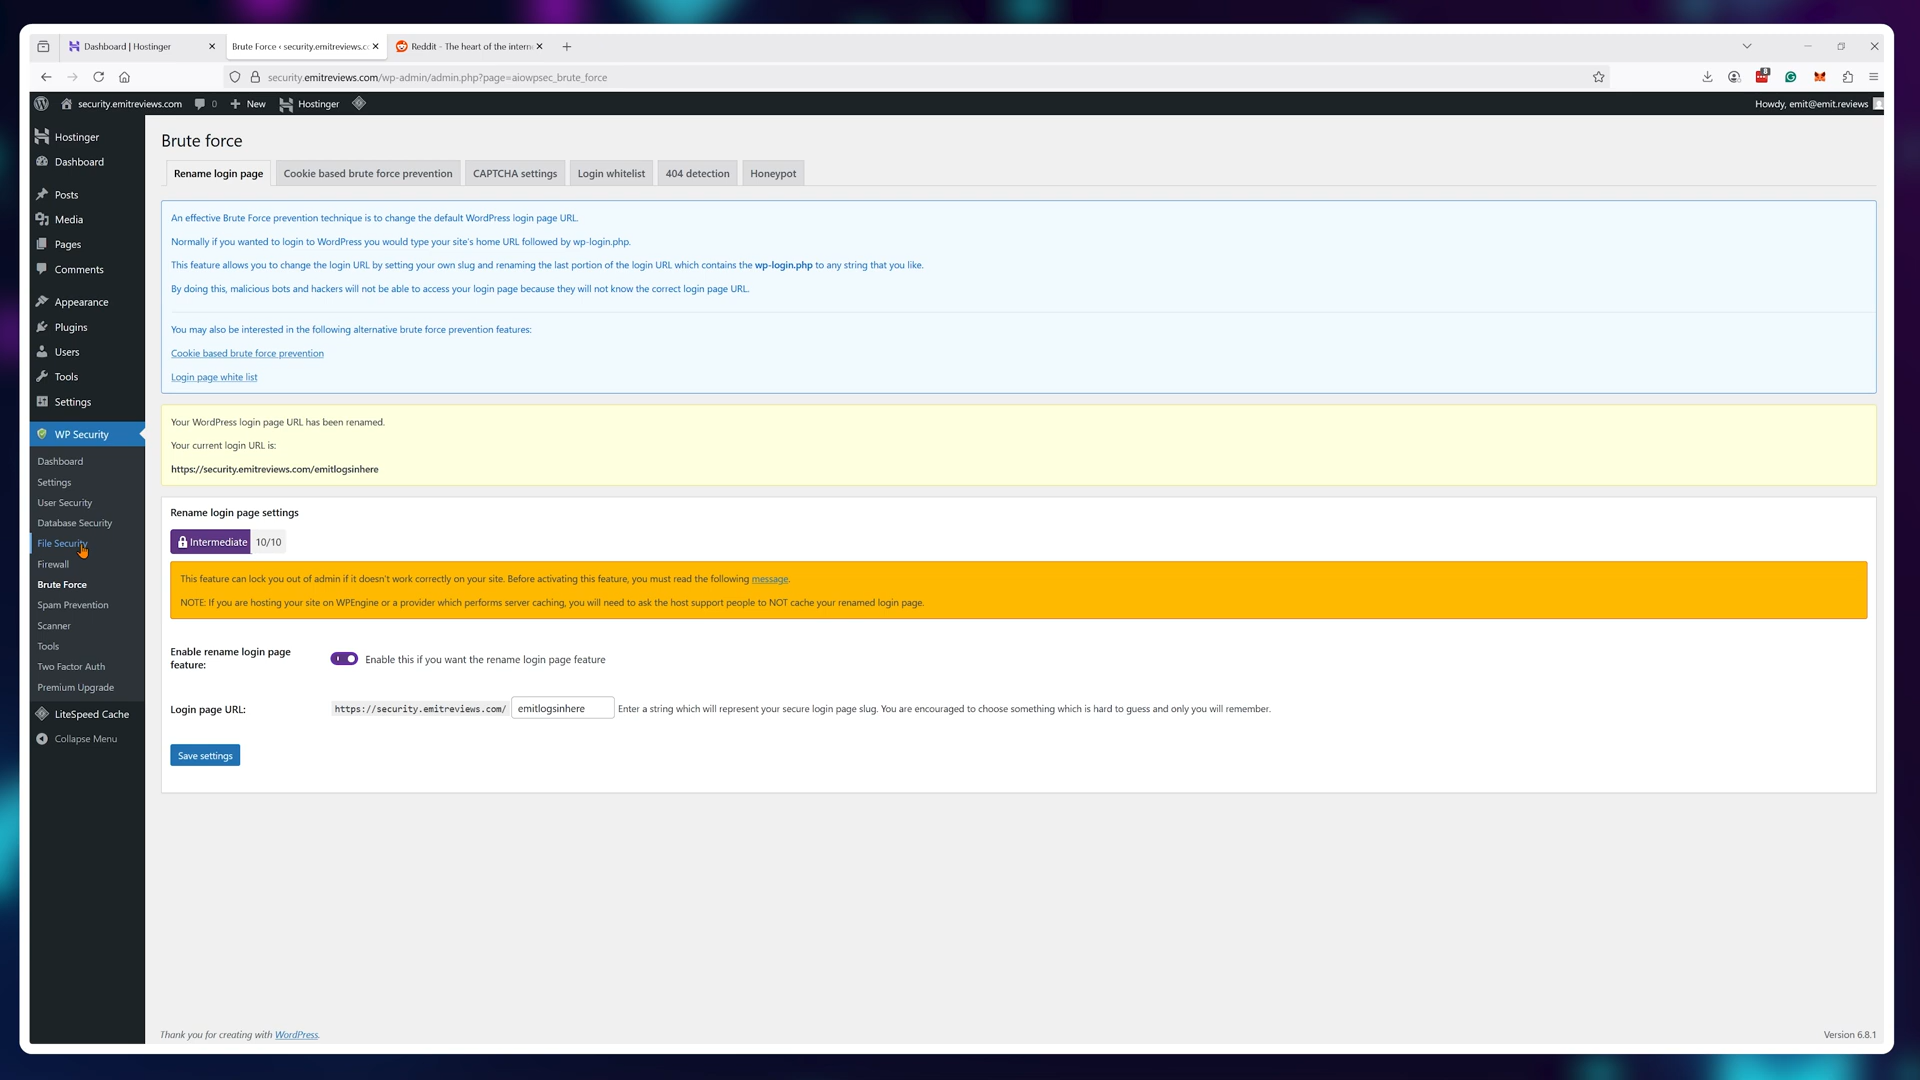 Dashboard | Hostinger
Brute Force ‹ security.emitreviews.c
Reddit - The heart of the intern
security.emitreviews.com/wp-admin/admin.php?page=aiowpsec_brute_force
security.emitreviews.com
0
New
Hostinger
Howdy, emit@emit.reviews
Hostinger
Dashboard
Posts
Media
Pages
Comments
Appearance
Plugins
Users
Tools
Settings
WP Security
Dashboard
Settings
User Security
Database Security
File Security
Firewall
Brute Force
Spam Prevention
Scanner
Tools
Two Factor Auth
Premium Upgrade
LiteSpeed Cache
Collapse Menu
Brute force
Rename login page
Cookie based brute force prevention
CAPTCHA settings
Login whitelist
404 detection
Honeypot
An effective Brute Force prevention technique is to change the default WordPress login page URL.
Normally if you wanted to login to WordPress you would type your site's home URL followed by wp-login.php.
This feature allows you to change the login URL by setting your own slug and renaming the last portion of the login URL which contains the wp-login.php to any string that you like.
By doing this, malicious bots and hackers will not be able to access your login page because they will not know the correct login page URL.
You may also be interested in the following alternative brute force prevention features:
Cookie based brute force prevention
Login page white list
Your WordPress login page URL has been renamed.
Your current login URL is:
https://security.emitreviews.com/emitlogsinhere
Rename login page settings
Intermediate 10/10
This feature can lock you out of admin if it doesn't work correctly on your site. Before activating this feature, you must read the following message.
NOTE: If you are hosting your site on WPEngine or a provider which performs server caching, you will need to ask the host support people to NOT cache your renamed login page.
Enable rename login page
feature:
Enable this if you want the rename login page feature
Login page URL:
https://security.emitreviews.com/ emitlogsinhere Enter a string which will represent your secure login page slug. You are encouraged to choose something which is hard to guess and only you will remember.
Save settings
Thank you for creating with WordPress.
Version 6.8.1